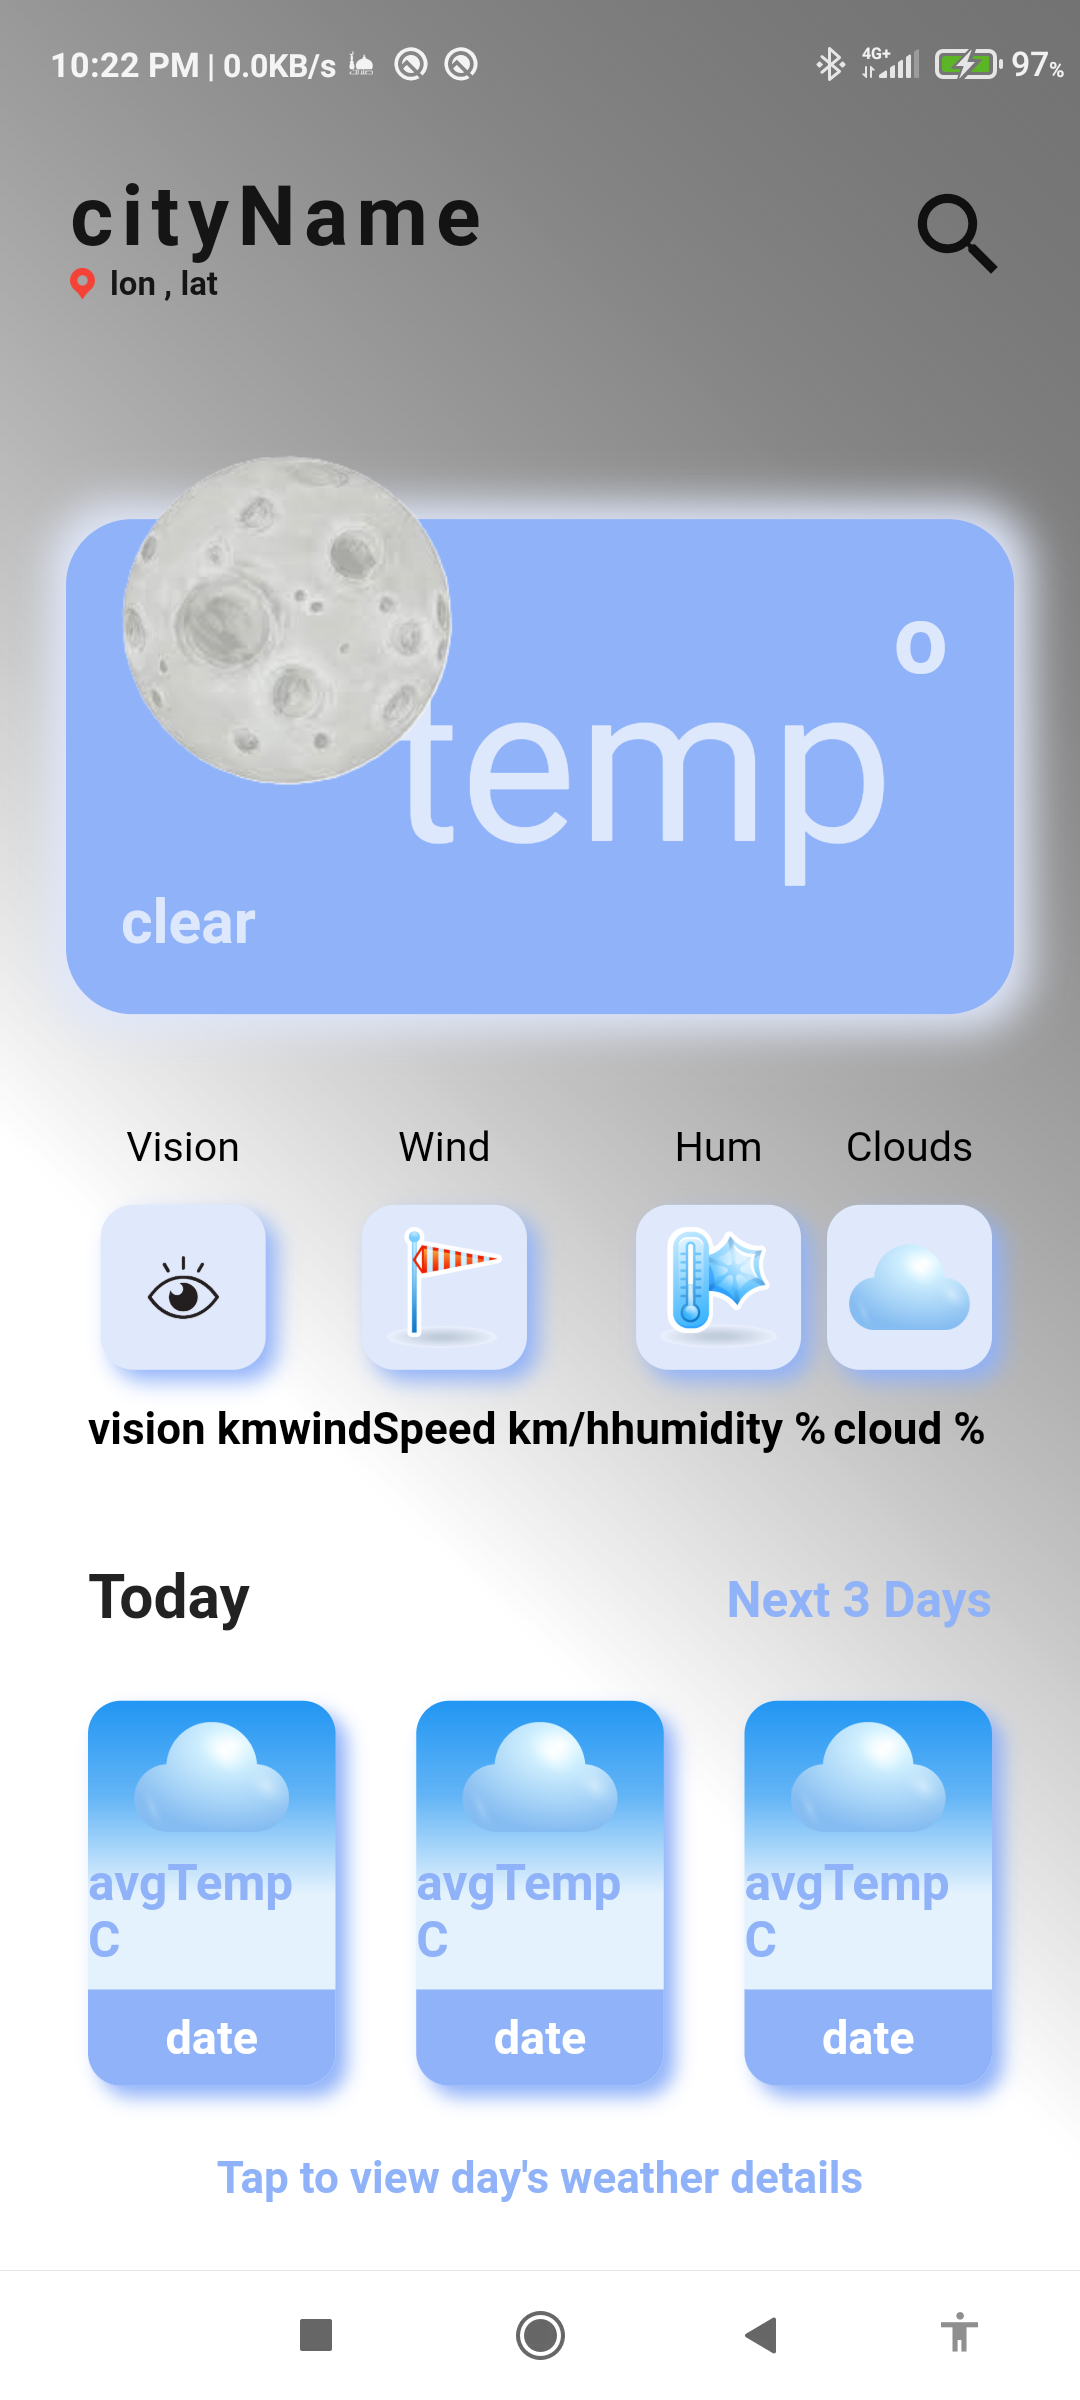 10:22 PM | 0.0KB/s 4G+ 97%
cityName
lon , lat
o
temp
clear
Vision Wind Hum Clouds
vision kmwindSpeed km/hhumidity % cloud %
Today Next 3 Days
avgTemp C avgTemp C avgTemp C
date date date
Tap to view day's weather details